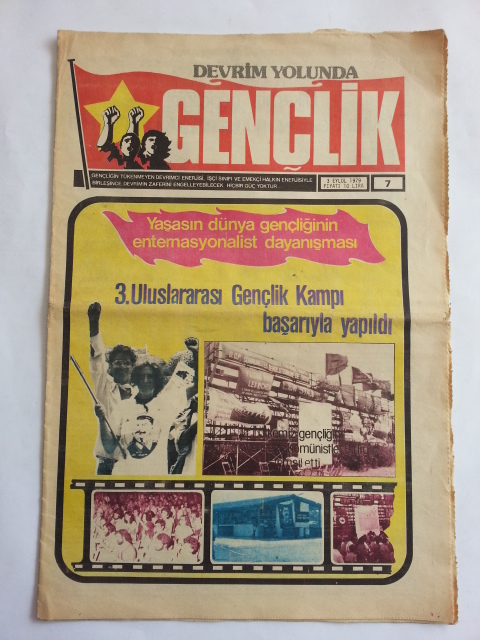 DEVRİM YOLUNDA
GENÇLİK
GENÇLİĞİN TÜKENMEYEN DEVRİMCİ ENERJİSİ, İŞÇİ SINIFI VE EMEKÇİ HALKIN ENERJİSİYLE
BİRLEŞİNCE, DEVRİMİN ZAFERİNİ ENGELLEYEBİLECEK HİÇBİR GÜÇ YOKTUR.
3 EYLÜL 1979
FİYATI 10 LİRA
7
Yaşasın dünya gençliğinin
enternasyonalist dayanışması
3.Uluslararası Gençlik Kampı
başarıyla yapıldı
gençliğini
etti